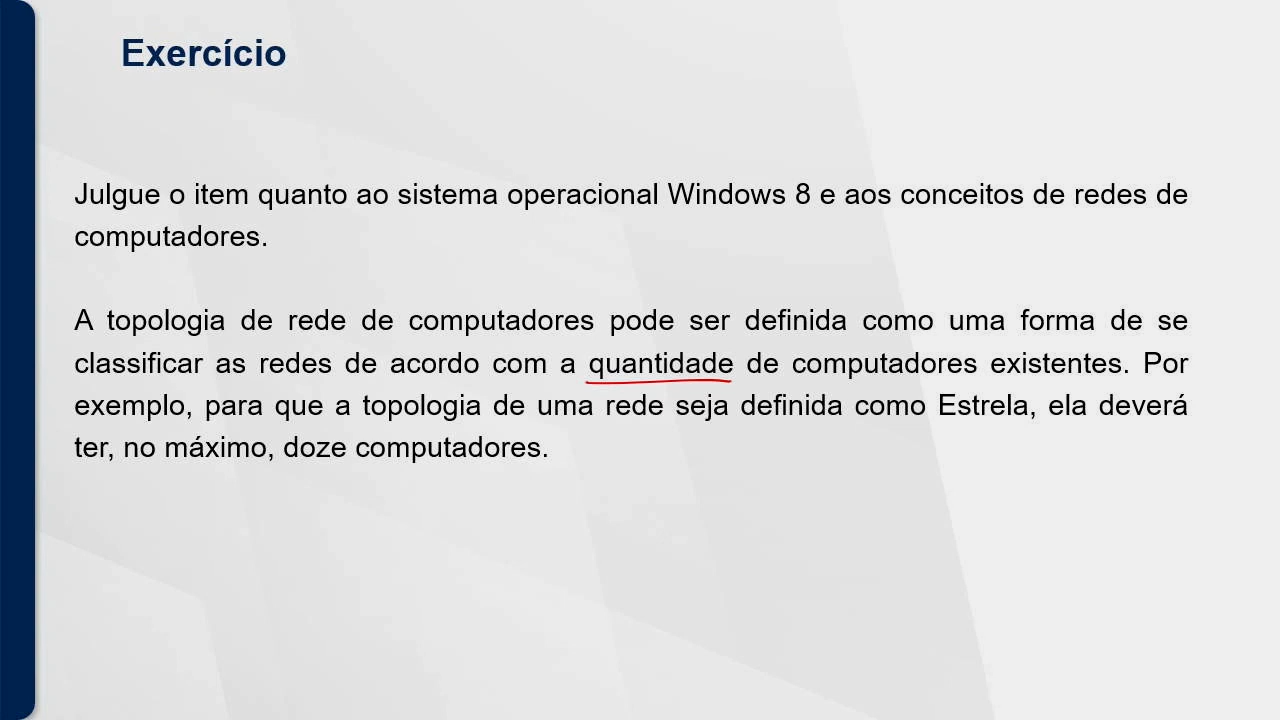 Exercício
Julgue o item quanto ao sistema operacional Windows 8 e aos conceitos de redes de
computadores.
A topologia de rede de computadores pode ser definida como uma forma de se
classificar as redes de acordo com a quantidade de computadores existentes. Por
exemplo, para que a topologia de uma rede seja definida como Estrela, ela deverá
ter, no máximo, doze computadores.